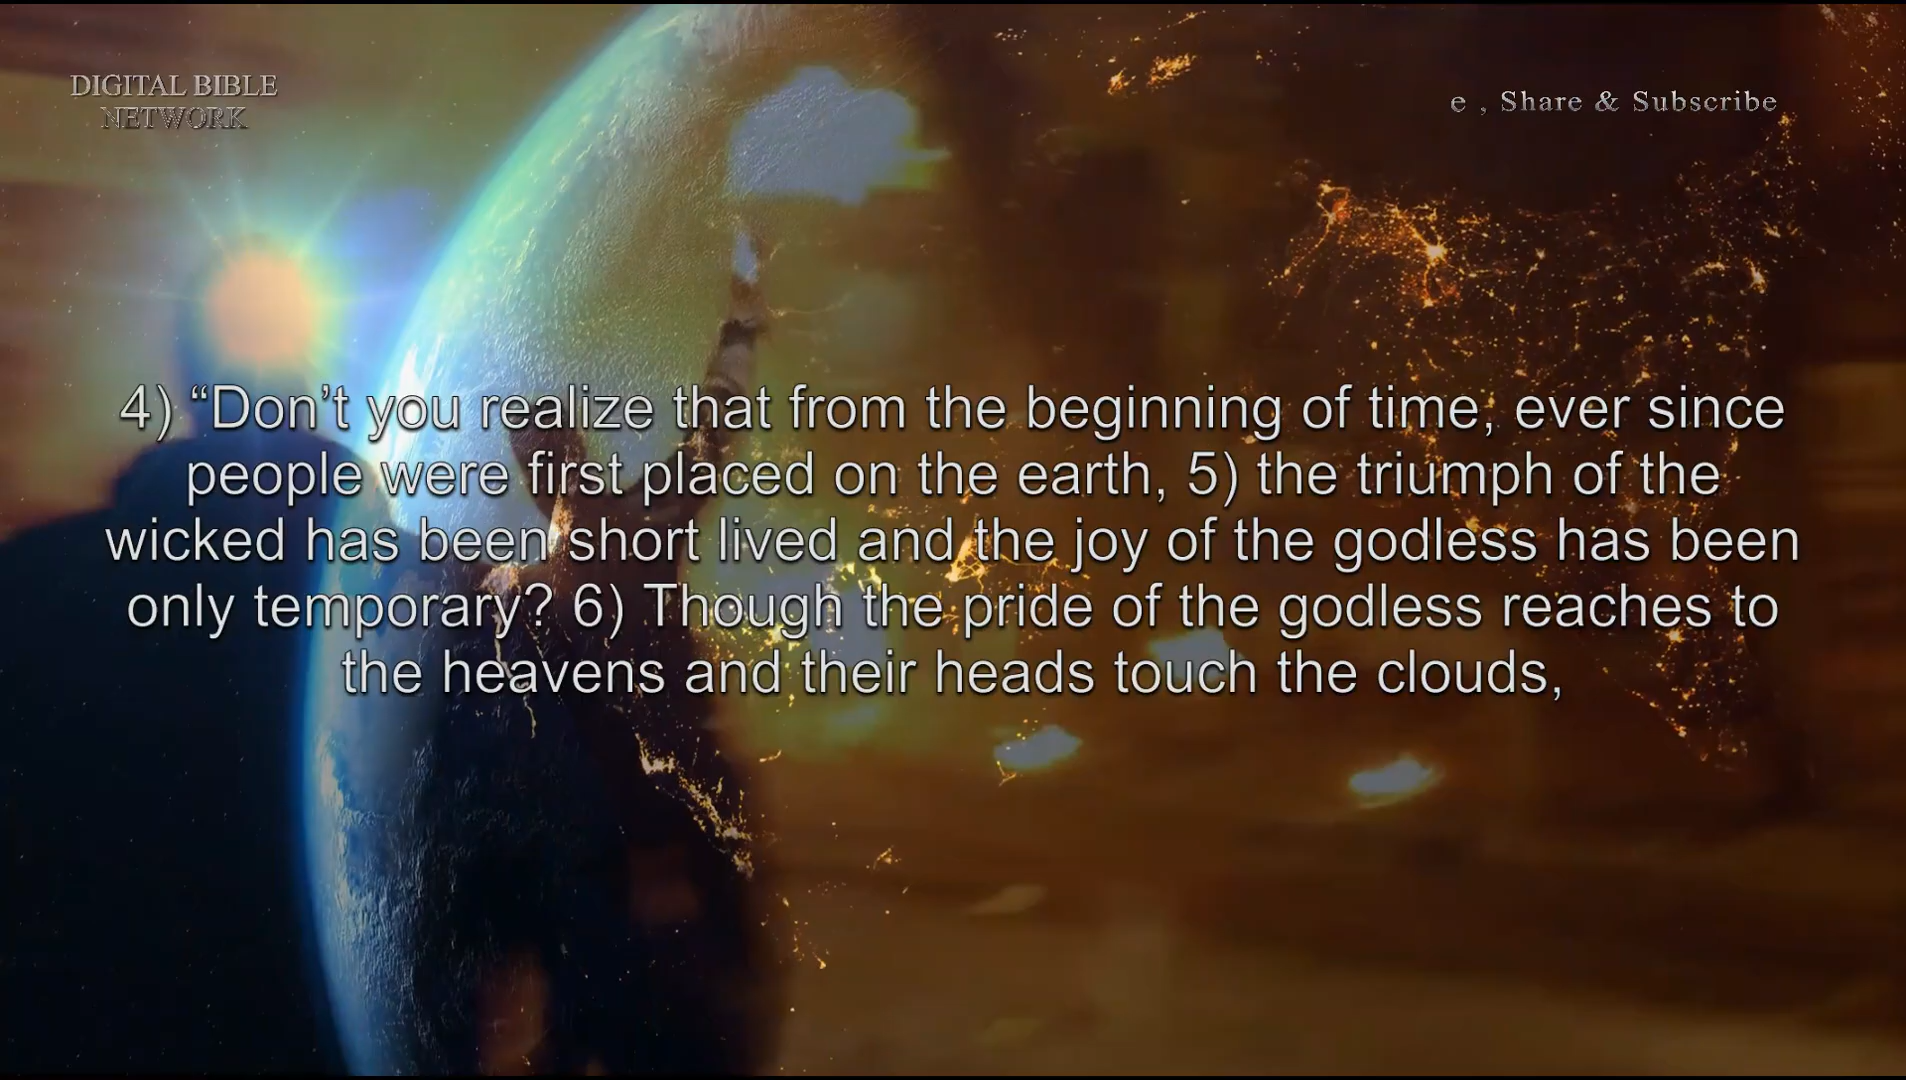 DIGITAL BIBLE
NETWORK
e , Share & Subscribe
4) “Don’t you realize that from the beginning of time, ever since
people were first placed on the earth, 5) the triumph of the
wicked has been short lived and the joy of the godless has been
only temporary? 6) Though the pride of the godless reaches to
the heavens and their heads touch the clouds,